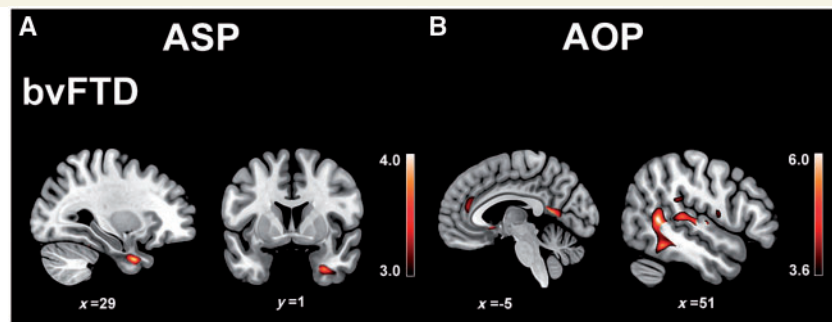 A ASP B AOP
bvFTD
4.0 6.0
3.0 3.6
x=29 y=1 x=-5 x=51